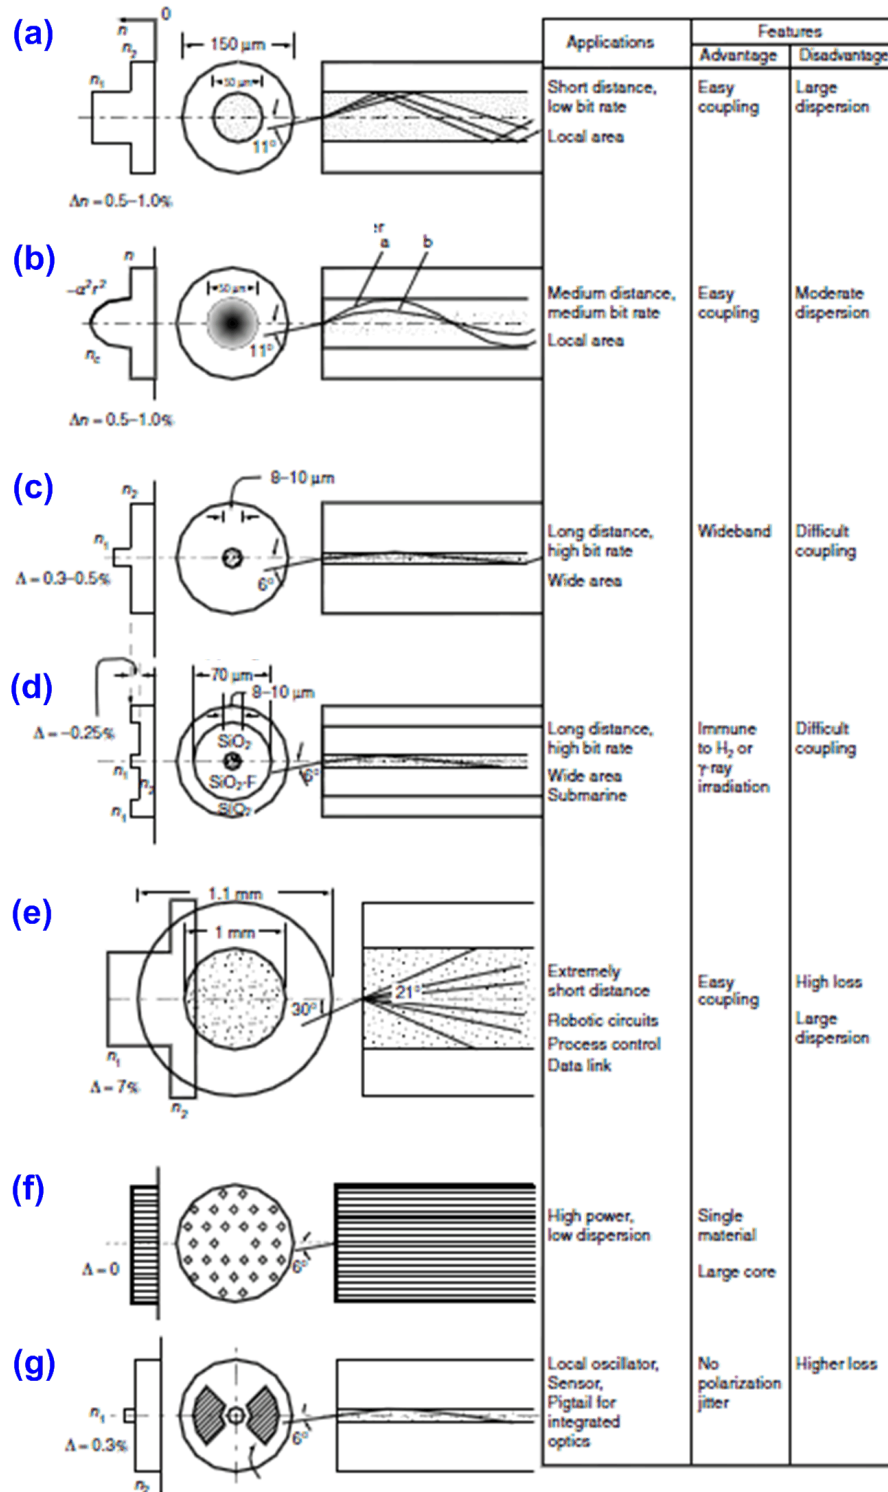 Applications
Features
Advantage
Disadvantage
(a)
0
n
n2
n1
150 μm
50 μm
11°
Λn = 0.5–1.0%
Short distance,
low bit rate
Local area
Easy
coupling
Large
dispersion
(b)
n
–α²r²
nc
50 μm
11°
er
a
b
Λn = 0.5–1.0%
Medium distance,
medium bit rate
Local area
Easy
coupling
Moderate
dispersion
(c)
n2
n1
8–10 μm
6°
Λ = 0.3–0.5%
Long distance,
high bit rate
Wide area
Wideband
Difficult
coupling
(d)
70 μm
8–10 μm
Λ = –0.25%
SiO2
SiO2-F
SiO2
n1
n2
n1
6°
Long distance,
high bit rate
Wide area
Submarine
Immune
to H2 or
γ-ray
irradiation
Difficult
coupling
(e)
1.1 mm
1 mm
30°
21°
n1
Λ = 7%
n2
Extremely
short distance
Robotic circuits
Process control
Data link
Easy
coupling
High loss
Large
dispersion
(f)
Λ = 0
6°
High power,
low dispersion
Single
material
Large core
(g)
n1
Λ = 0.3%
n2
6°
Local oscillator,
Sensor,
Pigtail for
integrated
optics
No
polarization
jitter
Higher loss